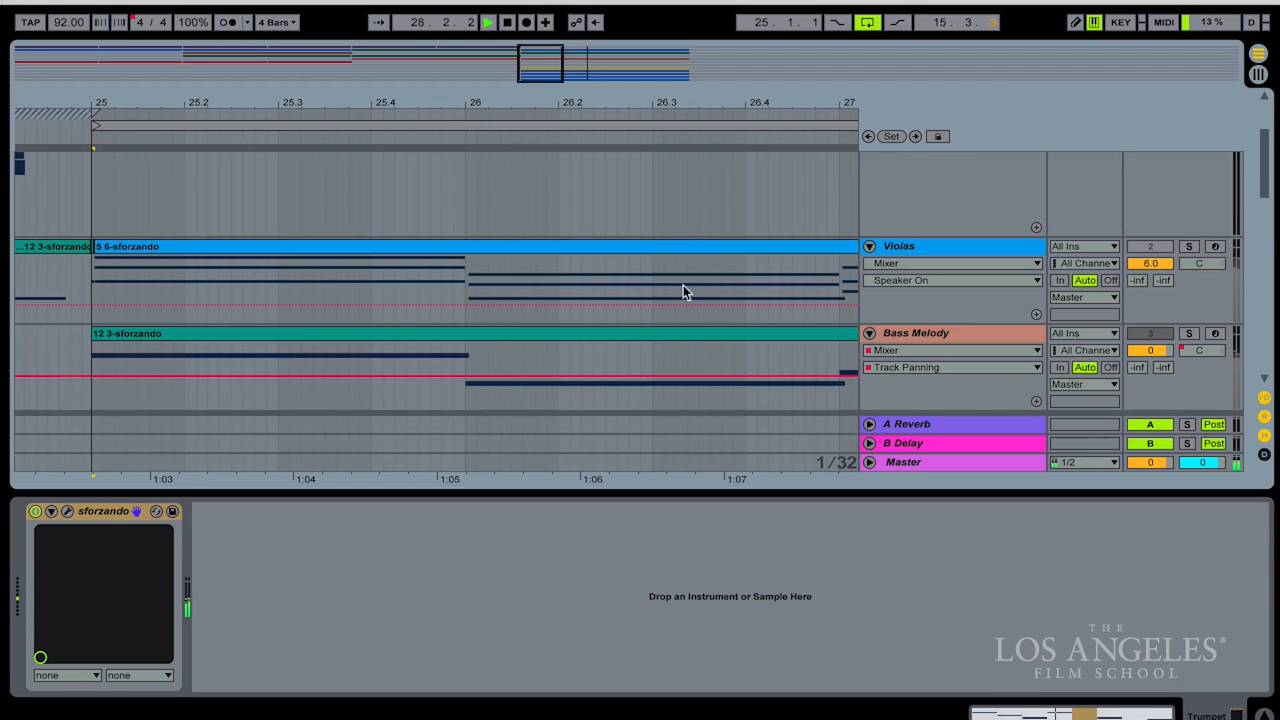 TAP 92.00 4 / 4 100% 4 Bars 28. 2. 2 25. 1. 1 15. 3. 3 KEY MIDI 13 % D
25 25.2 25.3 25.4 26 26.2 26.3 26.4 27
Set
...12 3-sforzando 5 6-sforzando Violas All Ins 2 S
Mixer All Channe 6.0 C
Speaker On In Auto Off -inf -inf
Master
12 3-sforzando Bass Melody All Ins 3 S
Mixer All Channe 0 C
Track Panning In Auto Off -inf -inf
Master
A Reverb A S Post
B Delay B S Post
1/32 Master 1/2 0 0
1:03 1:04 1:05 1:06 1:07
I O
R
M
D
sforzando
Drop an Instrument or Sample Here
none none
THE
LOS ANGELES®
FILM SCHOOL
Trumpet